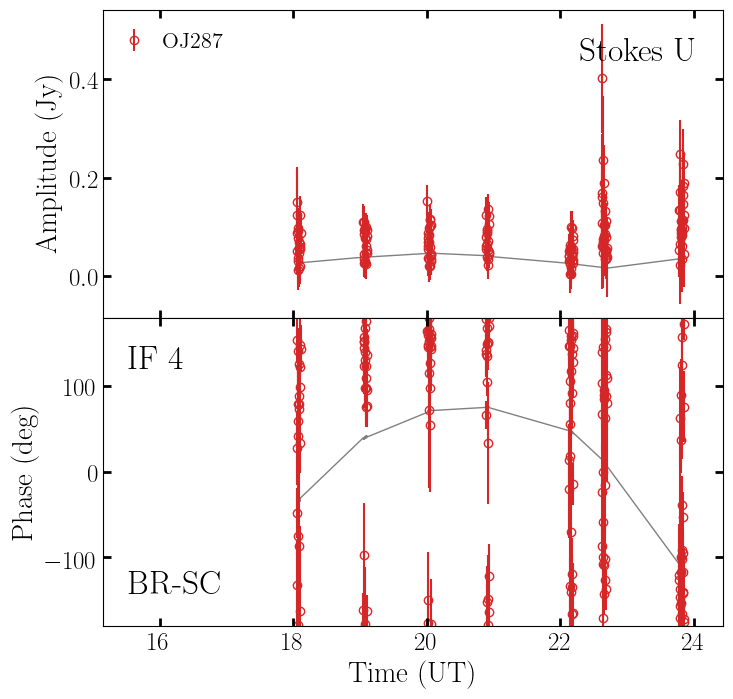 OJ287
Stokes U
Amplitude (Jy)
0.4
0.2
0.0
IF 4
BR-SC
Phase (deg)
100
0
−100
16
18
20
22
24
Time (UT)